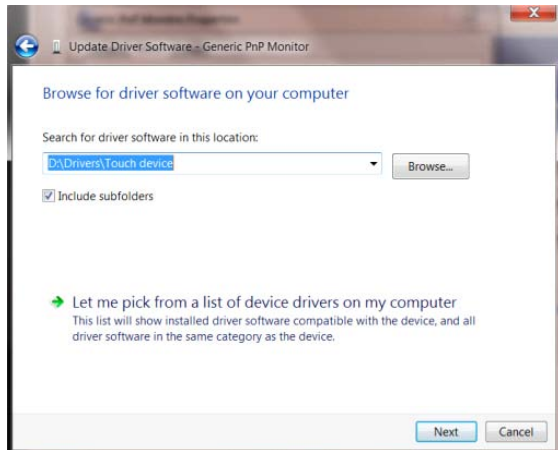 Update Driver Software - Generic PnP Monitor
Browse for driver software on your computer
Search for driver software in this location:
D:\Drivers\Touch device
Browse...
Include subfolders
Let me pick from a list of device drivers on my computer
This list will show installed driver software compatible with the device, and all
driver software in the same category as the device.
Next
Cancel